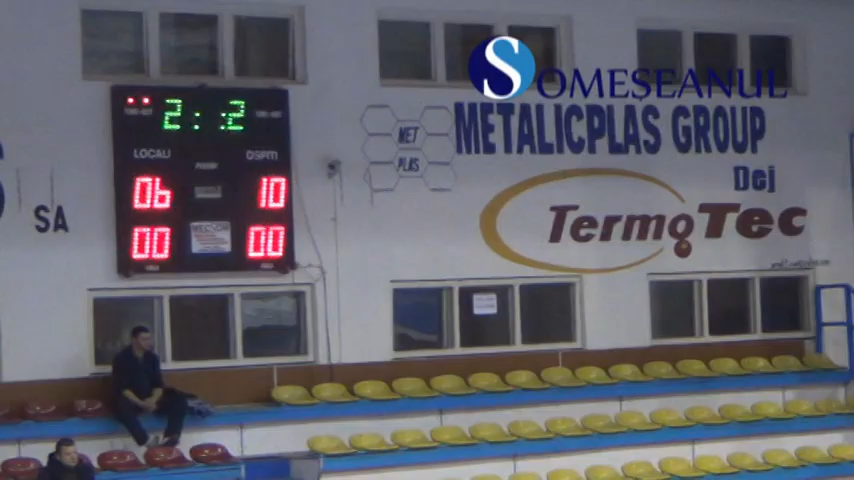 SOMEȘEANUL
2:2
LOCALI OSPITI
06 10
00 00
MET
PLAS
METALICPLAS GROUP
Dej
SA
TermoTec